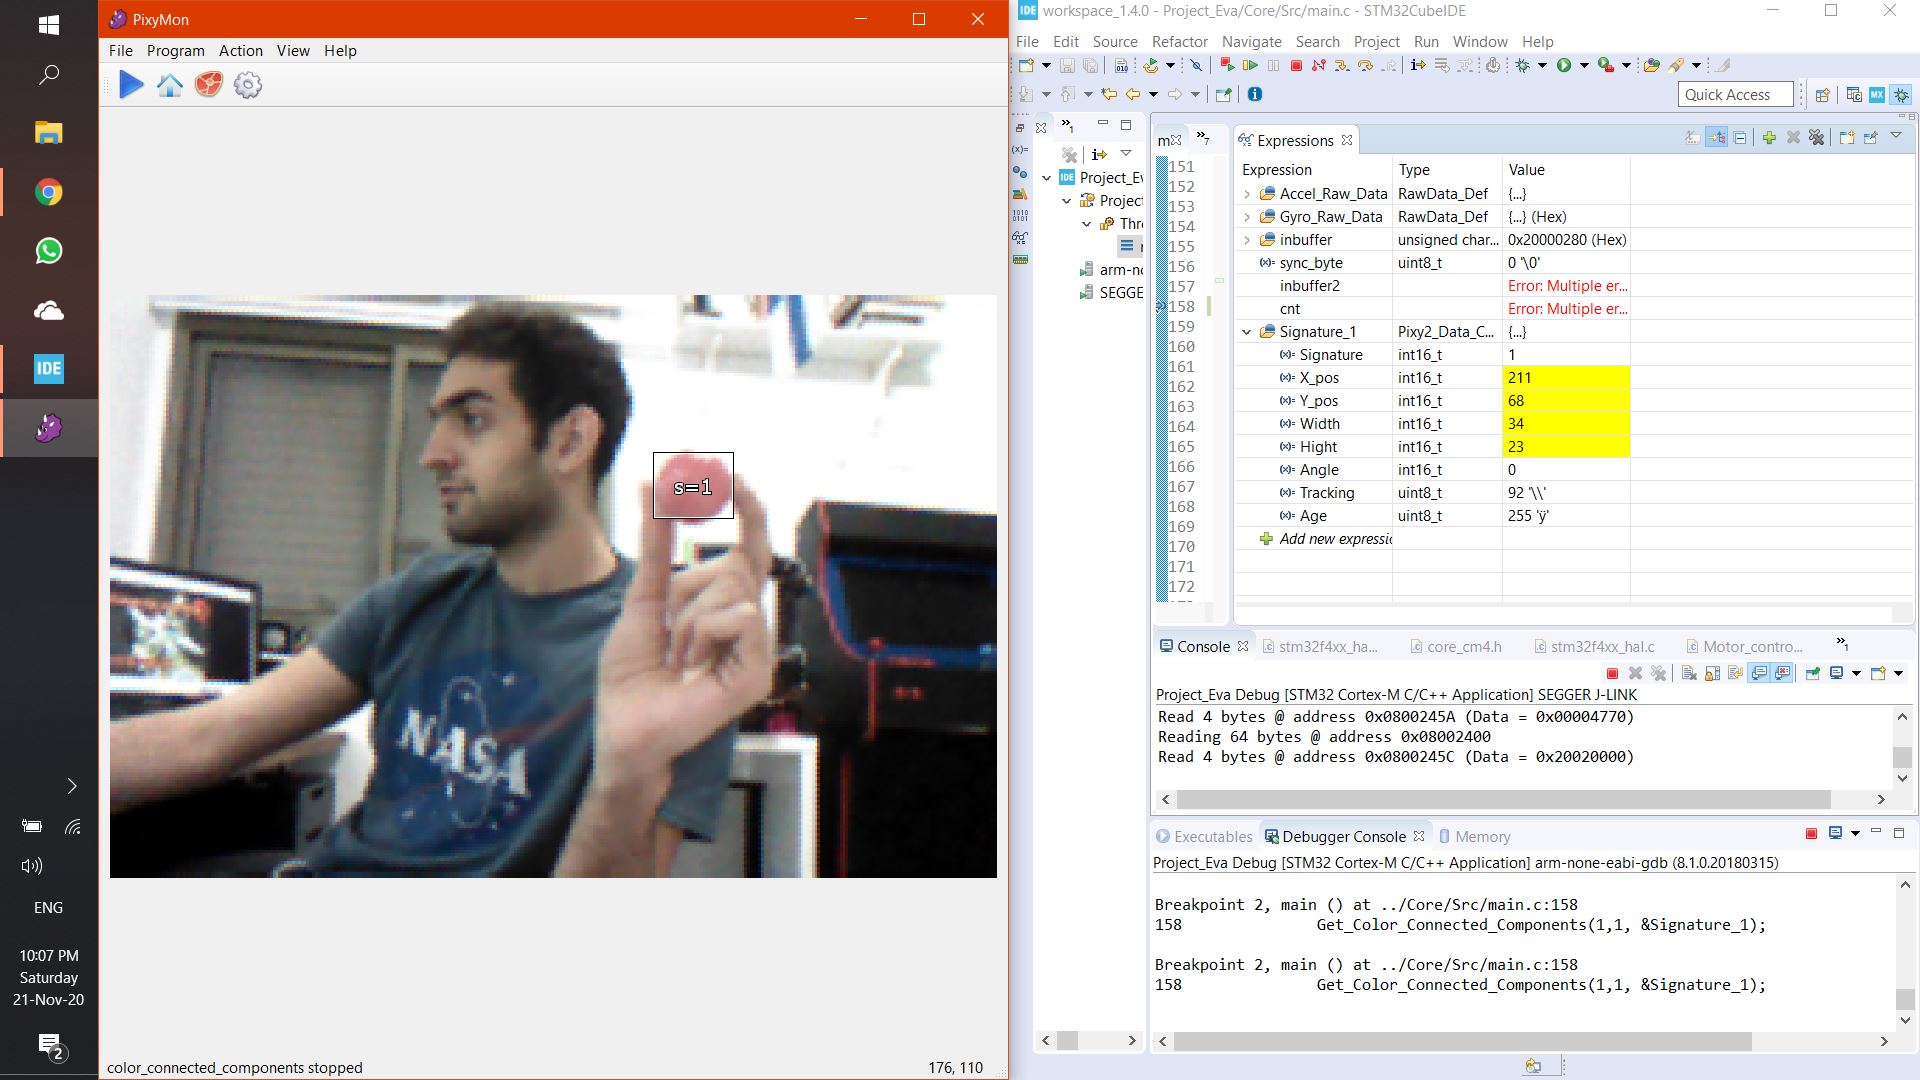 PixyMon
File Program Action View Help
s=1
NASA
color_connected_components stopped
176, 110
IDE
ENG
10:07 PM
Saturday
21-Nov-20
2
IDE workspace_1.4.0 - Project_Eva/Core/Src/main.c - STM32CubeIDE
File Edit Source Refactor Navigate Search Project Run Window Help
Quick Access
MX
IDE Project_Ev
Projec
Thr
arm-no
SEGGE
151
152
153
154
155
156
157
158
159
160
161
162
163
164
165
166
167
168
169
170
171
172
Expressions
Expression Type Value
Accel_Raw_Data RawData_Def {...}
Gyro_Raw_Data RawData_Def {...} (Hex)
inbuffer unsigned char... 0x20000280 (Hex)
sync_byte uint8_t 0 '\0'
inbuffer2 Error: Multiple er...
cnt Error: Multiple er...
Signature_1 Pixy2_Data_C... {...}
Signature int16_t 1
X_pos int16_t 211
Y_pos int16_t 68
Width int16_t 34
Hight int16_t 23
Angle int16_t 0
Tracking uint8_t 92 '\\'
Age uint8_t 255 'ÿ'
Add new expressic
Console stm32f4xx_ha... core_cm4.h stm32f4xx_hal.c Motor_contro... »1
Project_Eva Debug [STM32 Cortex-M C/C++ Application] SEGGER J-LINK
Read 4 bytes @ address 0x0800245A (Data = 0x00004770)
Reading 64 bytes @ address 0x08002400
Read 4 bytes @ address 0x0800245C (Data = 0x20020000)
Executables Debugger Console Memory
Project_Eva Debug [STM32 Cortex-M C/C++ Application] arm-none-eabi-gdb (8.1.0.20180315)
Breakpoint 2, main () at ../Core/Src/main.c:158
158 Get_Color_Connected_Components(1,1, &Signature_1);
Breakpoint 2, main () at ../Core/Src/main.c:158
158 Get_Color_Connected_Components(1,1, &Signature_1);